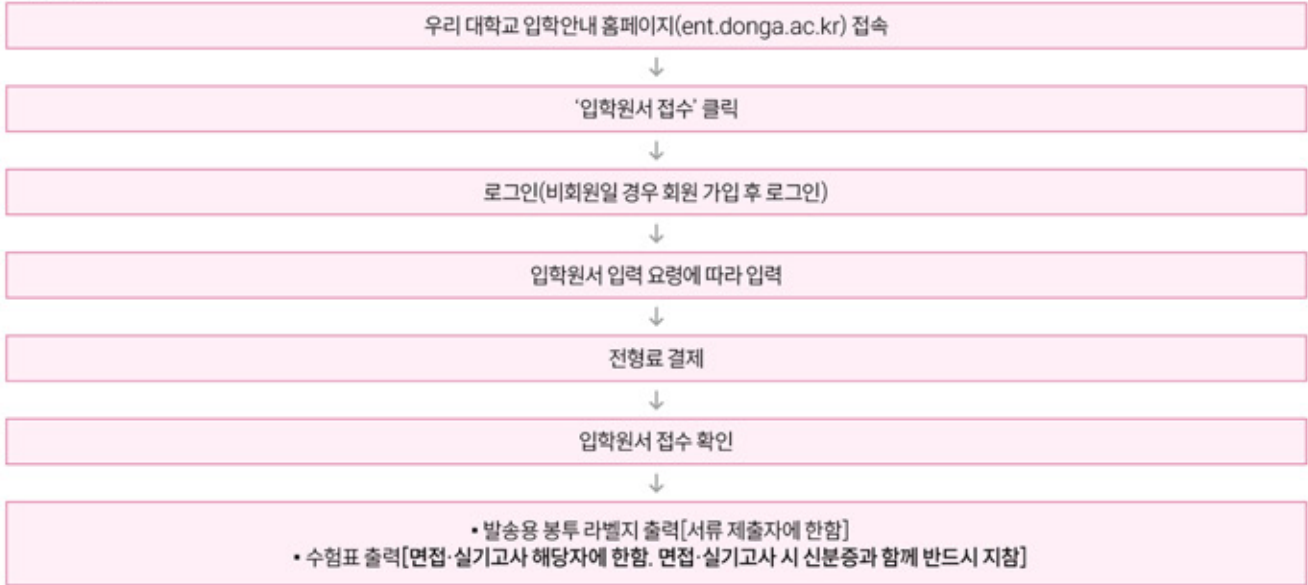 우리 대학교 입학안내 홈페이지(ent.donga.ac.kr) 접속
↓
'입학원서 접수' 클릭
↓
로그인(비회원일 경우 회원 가입 후 로그인)
↓
입학원서 입력 요령에 따라 입력
↓
전형료 결제
↓
입학원서 접수 확인
↓
▪ 발송용 봉투 라벨지 출력[서류 제출자에 한함]
▪ 수험표 출력[면접·실기고사 해당자에 한함. 면접·실기고사 시 신분증과 함께 반드시 지참]